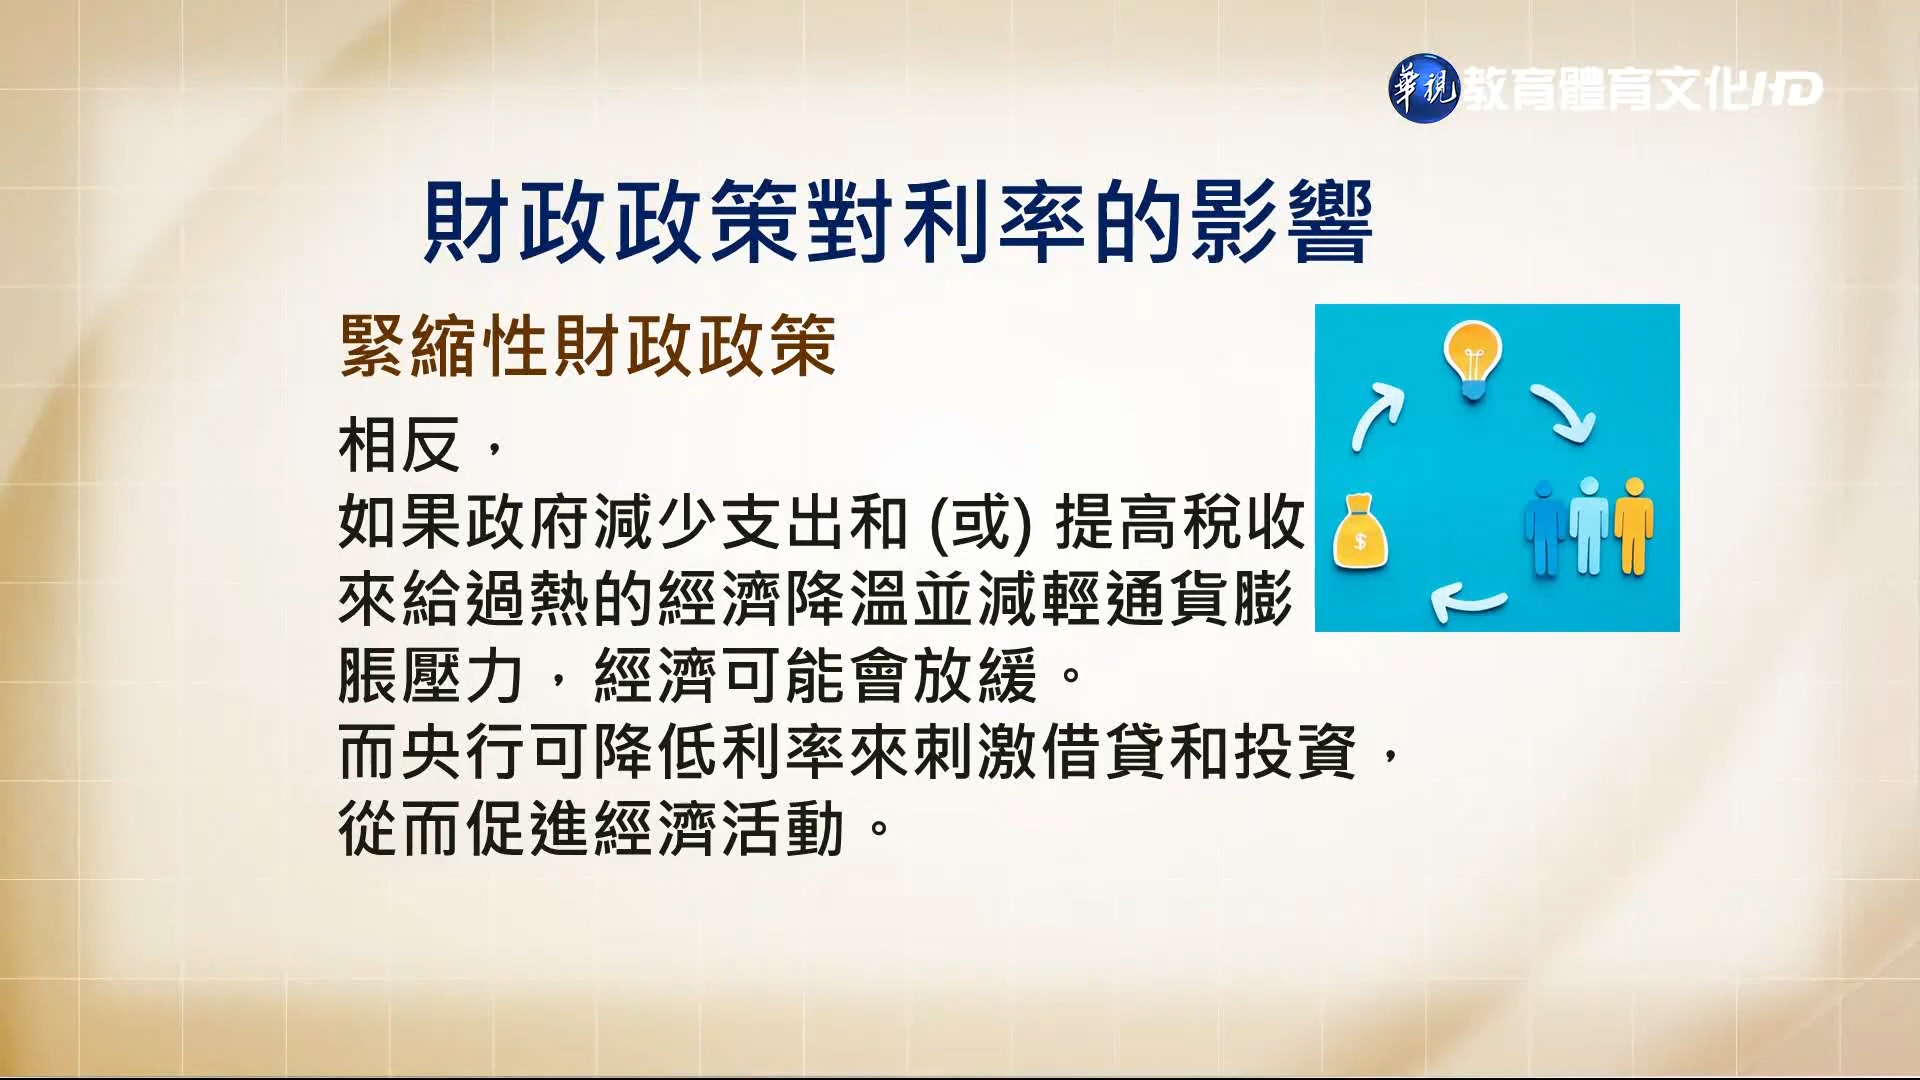 華視 教育體育文化HD
財政政策對利率的影響
緊縮性財政政策
相反，
如果政府減少支出和 (或) 提高稅收
來給過熱的經濟降溫並減輕通貨膨
脹壓力，經濟可能會放緩。
而央行可降低利率來刺激借貸和投資，
從而促進經濟活動。
$